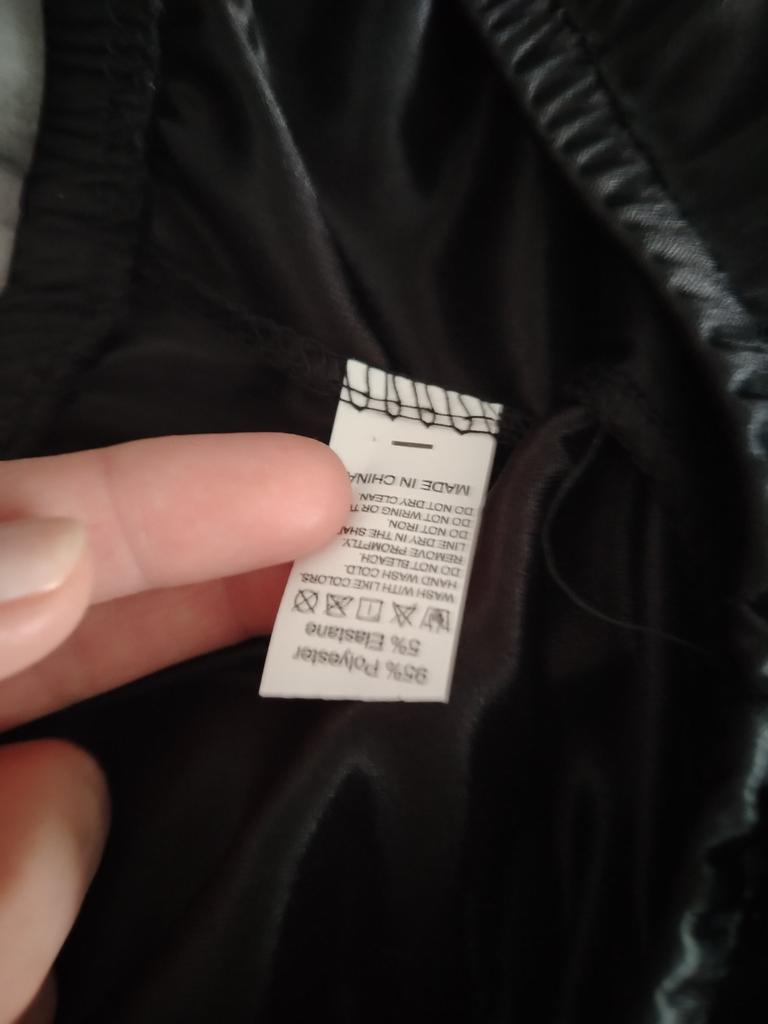 95% Polyester
5% Elastane
WASH WITH LIKE COLORS.
HAND WASH COLD.
DO NOT BLEACH.
REMOVE PROMPTLY.
LINE DRY IN THE
DO NOT IRON.
DO NOT WRING OR
DO NOT DRY CLEAN.
MADE IN CHINA